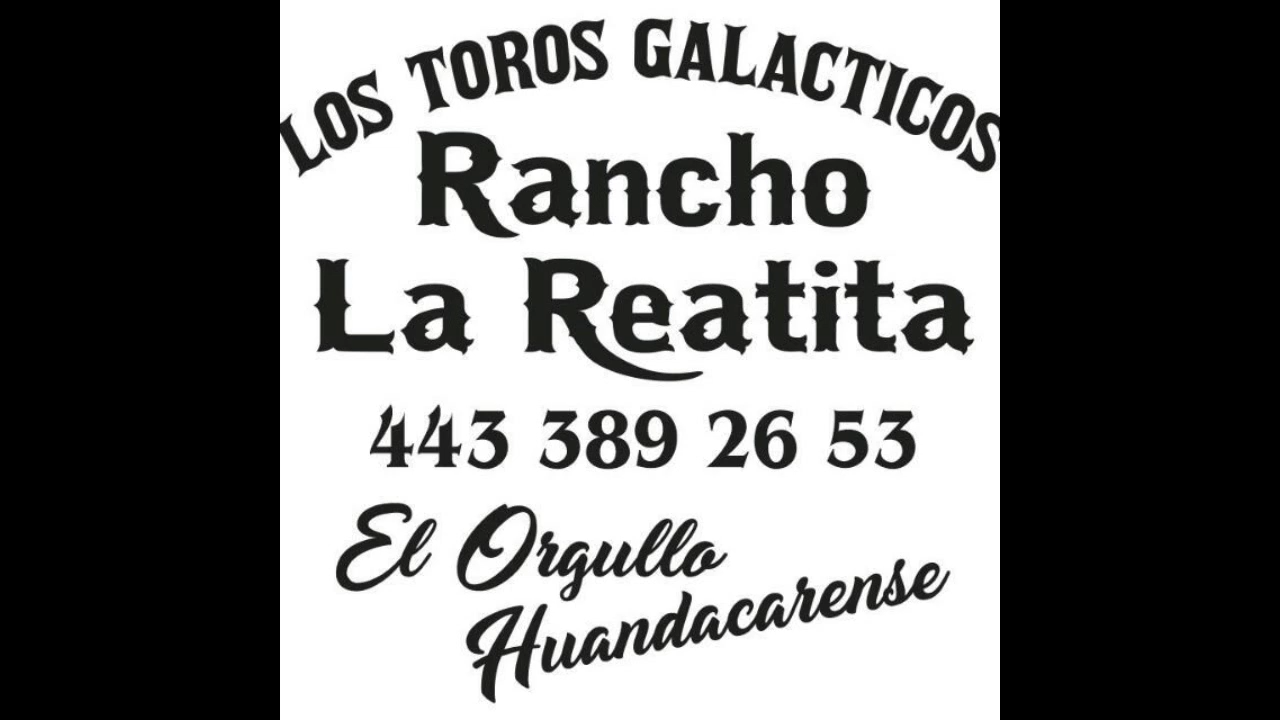 LOS TOROS GALACTICOS
Rancho
La Reatita
443 389 26 53
El Orgullo
Huandacarense